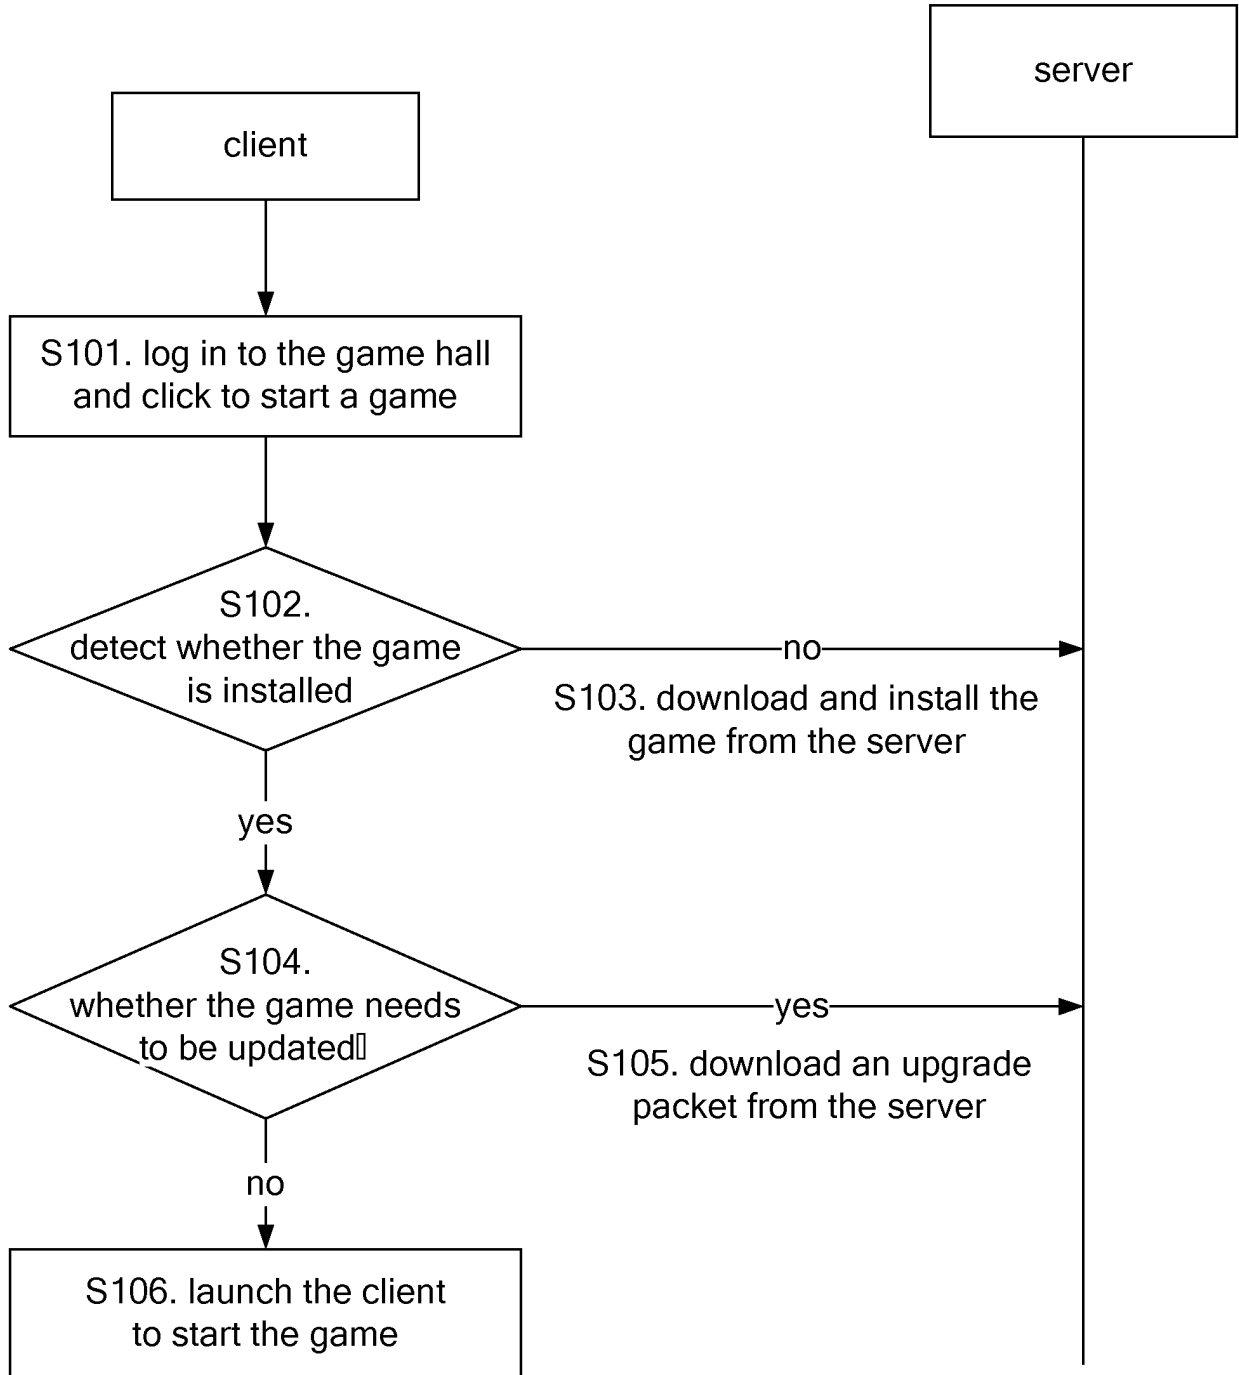 server
client
S101. log in to the game hall
and click to start a game
S102.
detect whether the game
is installed
no
S103. download and install the
game from the server
yes
S104.
whether the game needs
to be updated▯
yes
S105. download an upgrade
packet from the server
no
S106. launch the client
to start the game